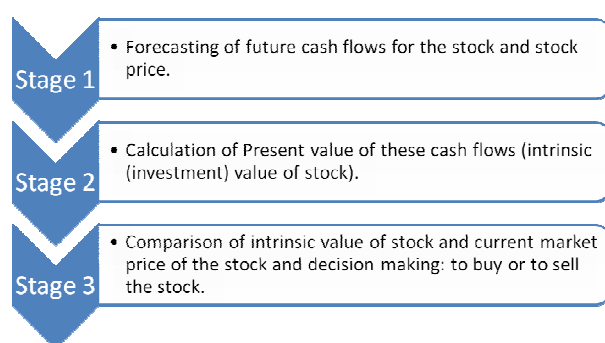 Stage 1
• Forecasting of future cash flows for the stock and stock
price.
Stage 2
• Calculation of Present value of these cash flows (intrinsic
(investment) value of stock).
Stage 3
• Comparison of intrinsic value of stock and current market
price of the stock and decision making: to buy or to sell
the stock.